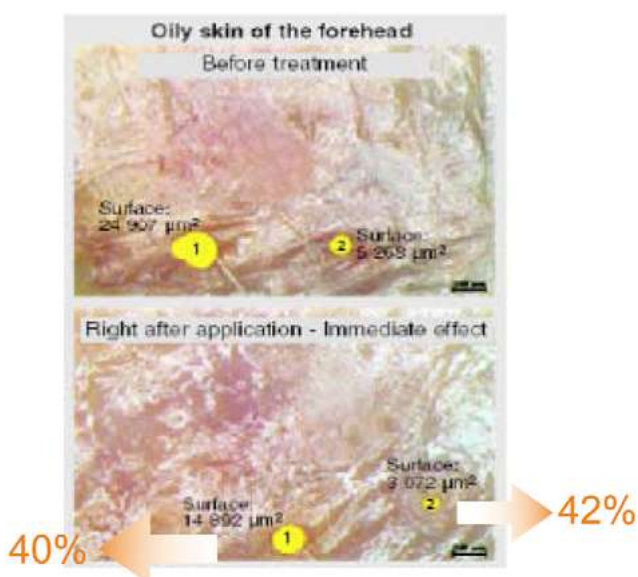 Oily skin of the forehead
Before treatment
Surface:
24 907 µm²
1
2
Surface:
5 268 µm²
Right after application - Immediate effect
Surface:
3 072 µm²
2
42%
Surface:
14 892 µm²
1
40%